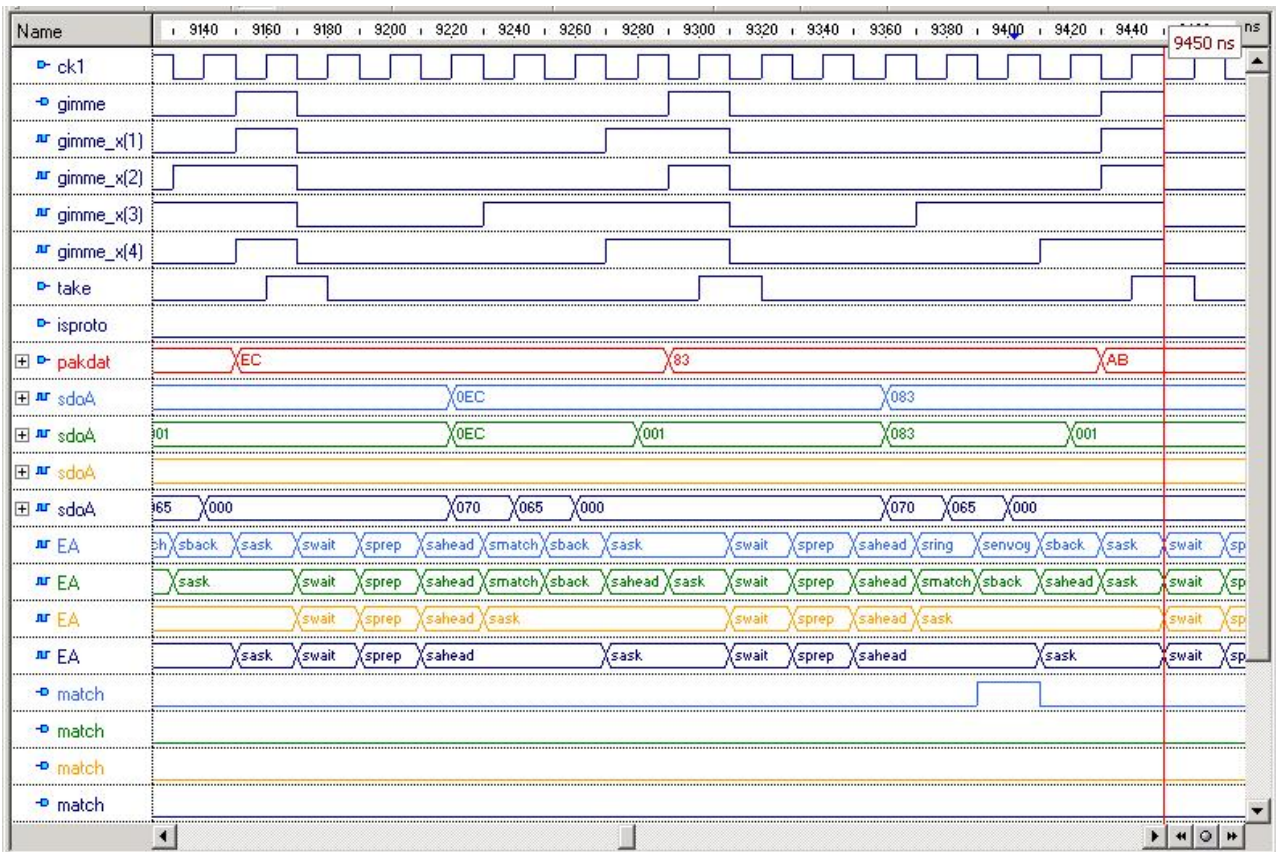 Name 9140 9160 9180 9200 9220 9240 9260 9280 9300 9320 9340 9360 9380 9400 9420 9440 ns
9450 ns
ck1
gimme
gimme_x(1)
gimme_x(2)
gimme_x(3)
gimme_x(4)
take
isproto
pakdat EC 83 AB
sdoA 0EC 083
sdoA 001 0EC 001 083 001
sdoA
sdoA 065 000 070 065 000 070 065 000
EA ch sback sask swait sprep sahead smatch sback sask swait sprep sahead sring senvoy sback sask swait sp
EA sask swait sprep sahead smatch sback sahead sask swait sprep sahead smatch sback sahead sask swait sp
EA swait sprep sahead sask swait sprep sahead sask swait sp
EA sask swait sprep sahead sask swait sprep sahead sask swait sp
match
match
match
match